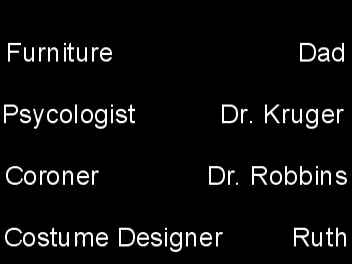 Furniture Dad
Psycologist Dr. Kruger
Coroner Dr. Robbins
Costume Designer Ruth